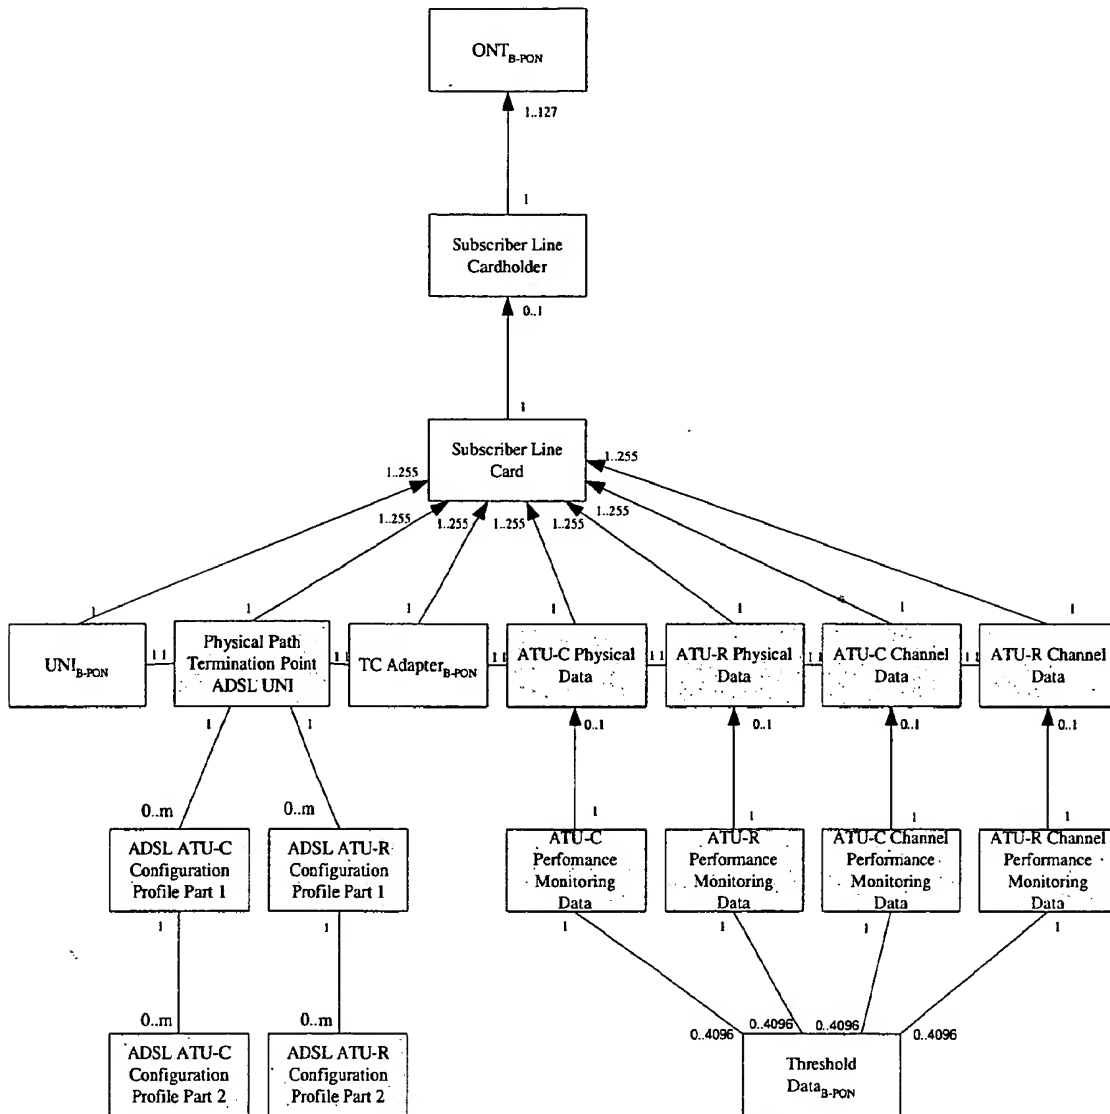 ONT B-PON
1..127
1
Subscriber Line
Cardholder
0..1
1
Subscriber Line
Card
1..255
1..255
1..255
1..255
1..255
1..255
1..255
1
1
1
1
1
1
1
UNI B-PON
1 1
Physical Path
Termination Point
ADSL UNI
1 1
TC Adapter B-PON
1 1
ATU-C Physical
Data
1 1
ATU-R Physical
Data
1 1
ATU-C Channel
Data
1 1
ATU-R Channel
Data
1
1
0..1
0..1
0..1
0..1
0..m
0..m
1
1
1
1
ADSL ATU-C
Configuration
Profile Part 1
ADSL ATU-R
Configuration
Profile Part 1
ATU-C
Perfomance
Monitoring
Data
ATU-R
Performance
Monitoring
Data
ATU-C Channel
Performance
Monitoring
Data
ATU-R Channel
Performance
Monitoring
Data
1
1
1
1
1
1
0..m
0..m
0..4096
0..4096
0..4096
0..4096
ADSL ATU-C
Configuration
Profile Part 2
ADSL ATU-R
Configuration
Profile Part 2
Threshold
Data B-PON